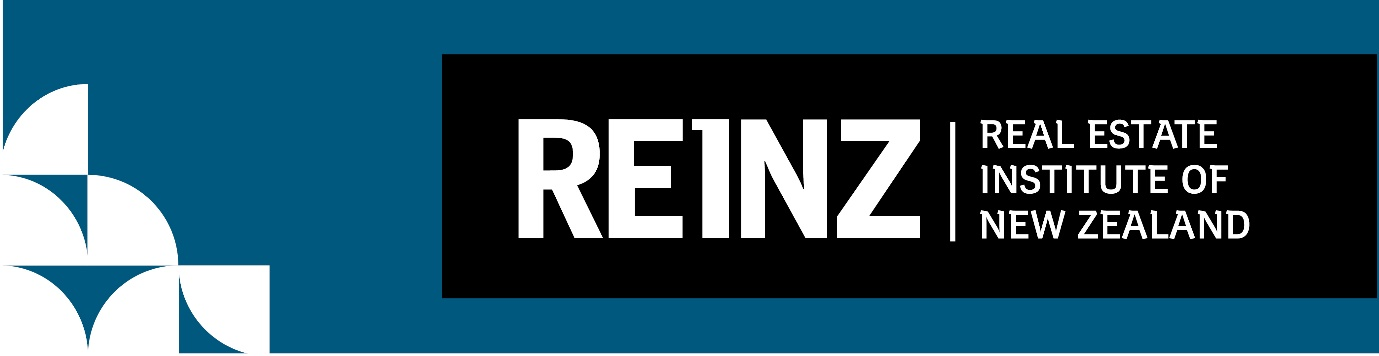 REINZ
REAL ESTATE
INSTITUTE OF
NEW ZEALAND